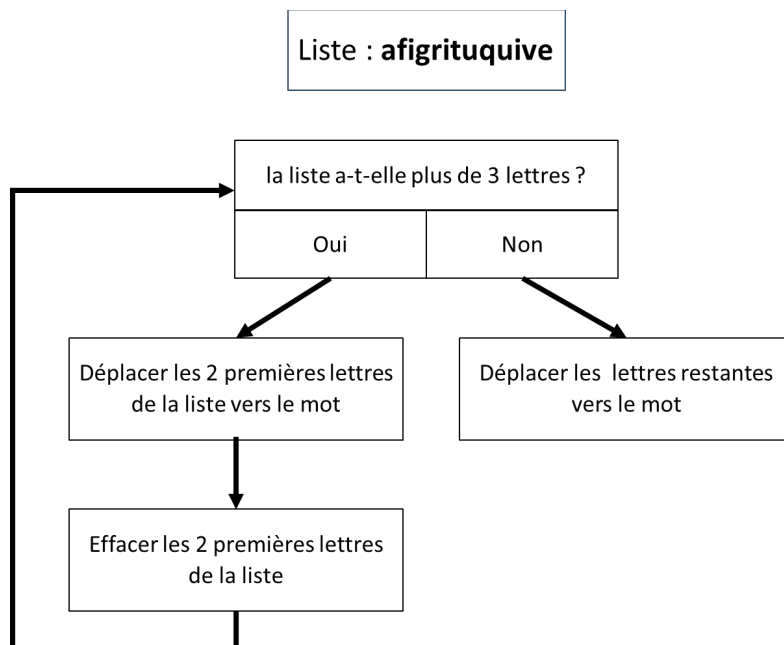 Liste : afigrituquive
la liste a-t-elle plus de 3 lettres ?
Oui
Non
Déplacer les 2 premières lettres
de la liste vers le mot
Déplacer les lettres restantes
vers le mot
Effacer les 2 premières lettres
de la liste